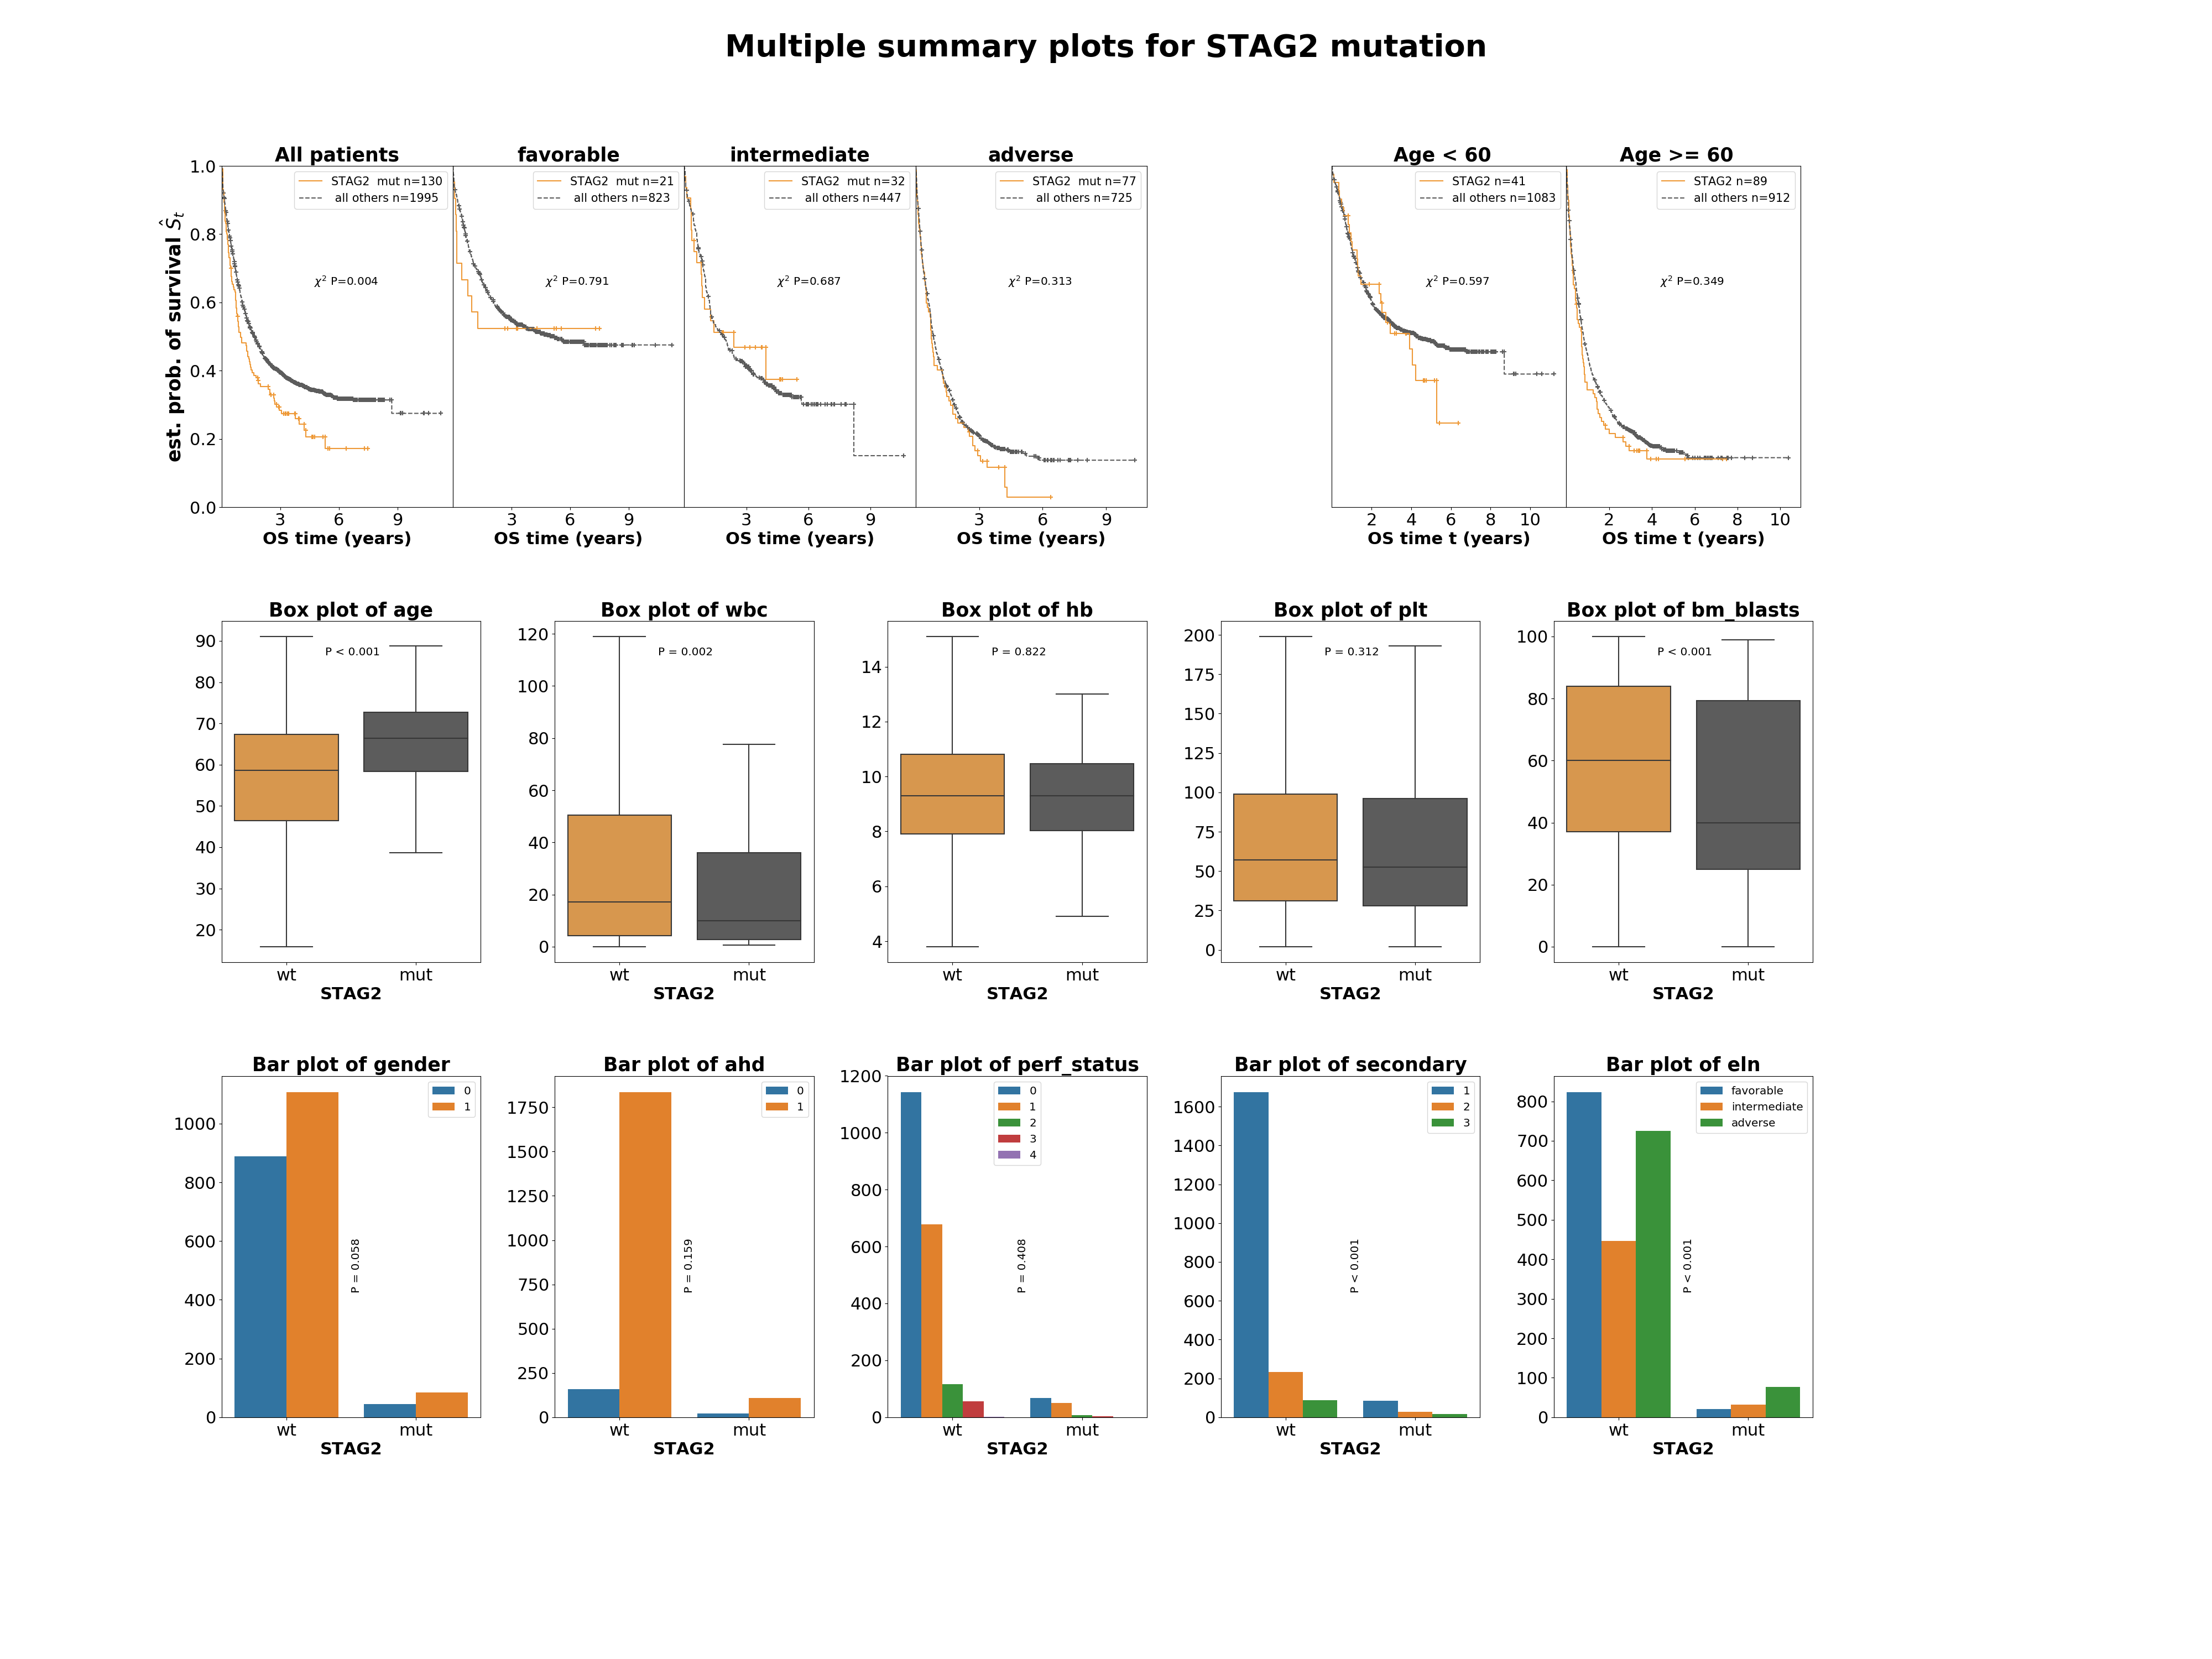 Multiple summary plots for STAG2 mutation
All patients
favorable
intermediate
adverse
Age < 60
Age >= 60
est. prob. of survival Ŝt
1.0
0.8
0.6
0.4
0.2
0.0
STAG2 mut n=130
all others n=1995
χ² P=0.004
3 6 9
OS time (years)
STAG2 mut n=21
all others n=823
χ² P=0.791
3 6 9
OS time (years)
STAG2 mut n=32
all others n=447
χ² P=0.687
3 6 9
OS time (years)
STAG2 mut n=77
all others n=725
χ² P=0.313
3 6 9
OS time (years)
STAG2 n=41
all others n=1083
χ² P=0.597
2 4 6 8 10
OS time t (years)
STAG2 n=89
all others n=912
χ² P=0.349
2 4 6 8 10
OS time t (years)
Box plot of age
P < 0.001
90
80
70
60
50
40
30
20
wt mut
STAG2
Box plot of wbc
P = 0.002
120
100
80
60
40
20
0
wt mut
STAG2
Box plot of hb
P = 0.822
14
12
10
8
6
4
wt mut
STAG2
Box plot of plt
P = 0.312
200
175
150
125
100
75
50
25
0
wt mut
STAG2
Box plot of bm_blasts
P < 0.001
100
80
60
40
20
0
wt mut
STAG2
Bar plot of gender
0
1
P = 0.058
1000
800
600
400
200
0
wt mut
STAG2
Bar plot of ahd
0
1
P = 0.159
1750
1500
1250
1000
750
500
250
0
wt mut
STAG2
Bar plot of perf_status
0
1
2
3
4
P = 0.408
1200
1000
800
600
400
200
0
wt mut
STAG2
Bar plot of secondary
1
2
3
P < 0.001
1600
1400
1200
1000
800
600
400
200
0
wt mut
STAG2
Bar plot of eln
favorable
intermediate
adverse
P < 0.001
800
700
600
500
400
300
200
100
0
wt mut
STAG2